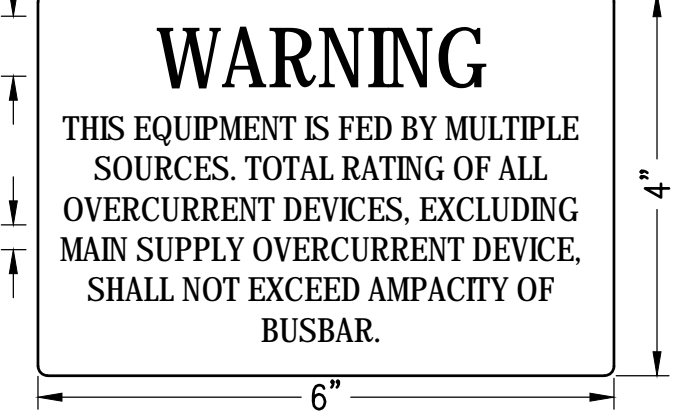 WARNING
THIS EQUIPMENT IS FED BY MULTIPLE
SOURCES. TOTAL RATING OF ALL
OVERCURRENT DEVICES, EXCLUDING
MAIN SUPPLY OVERCURRENT DEVICE,
SHALL NOT EXCEED AMPACITY OF
BUSBAR.
4”
6”